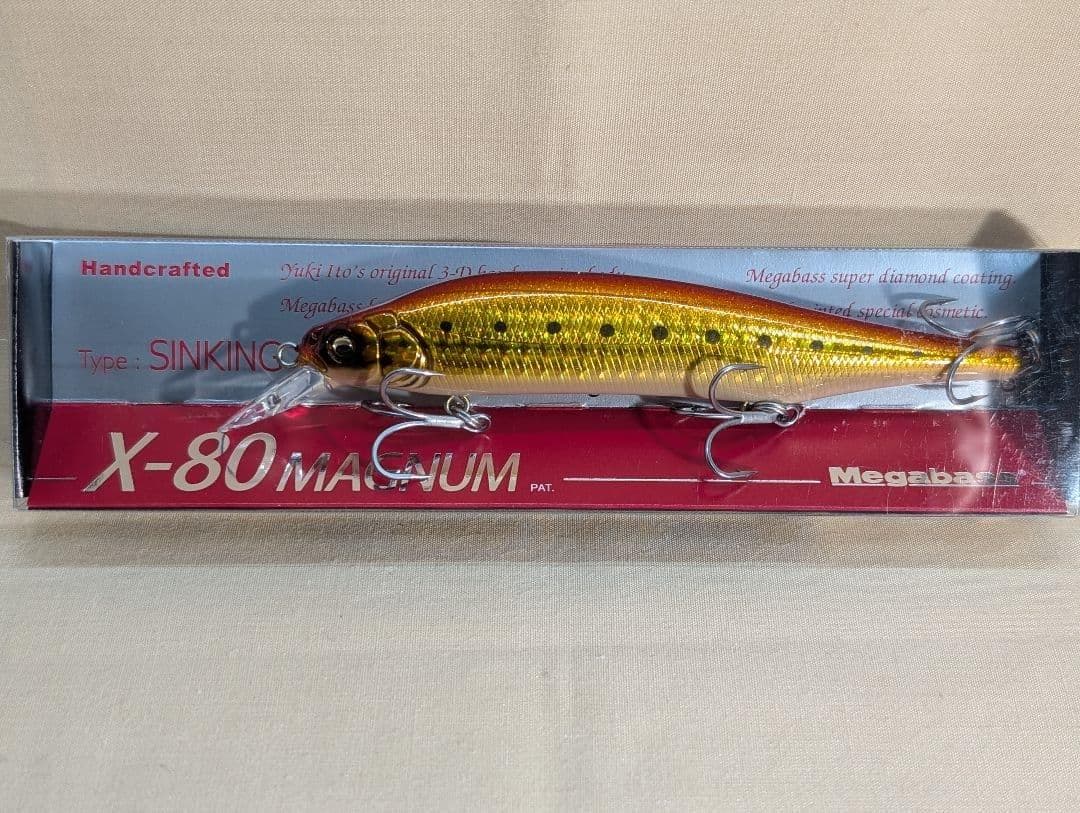 Handcrafted
Yuki Ito's original 3-D
Megabass super diamond coating.
Megabass
special cosmetic.
Type : SINKING
X-80 MAGNUM PAT.
Megabass